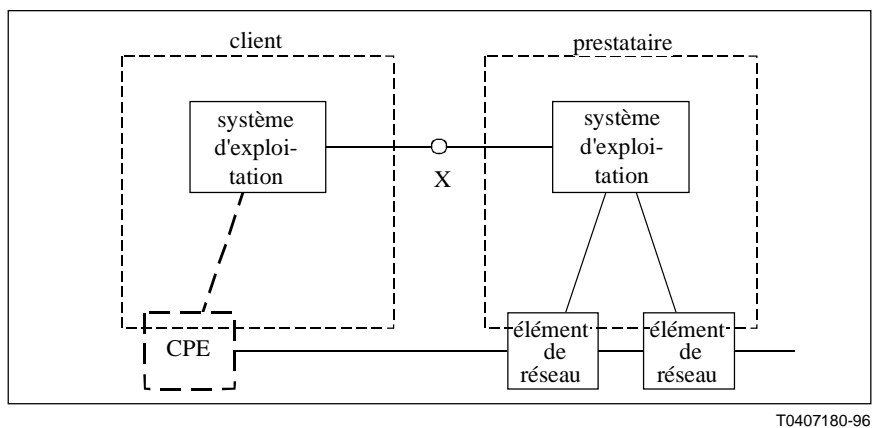 client
prestataire
système
d'exploi-
tation
X
système
d'exploi-
tation
CPE
élément
de
réseau
élément
de
réseau
T0407180-96